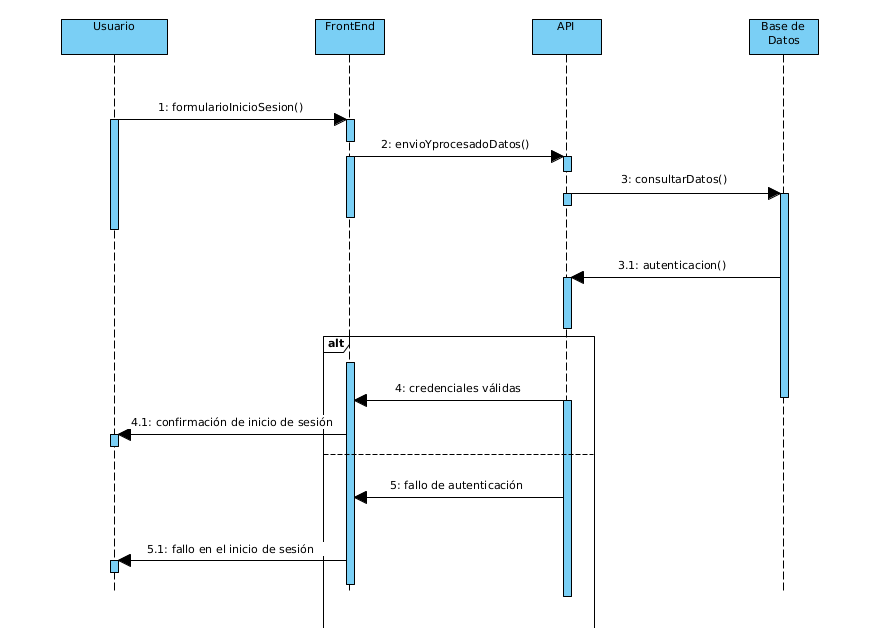 Usuario
FrontEnd
API
Base de
Datos
1: formularioInicioSesion()
2: envioYprocesadoDatos()
3: consultarDatos()
3.1: autenticacion()
alt
4: credenciales válidas
4.1: confirmación de inicio de sesión
5: fallo de autenticación
5.1: fallo en el inicio de sesión